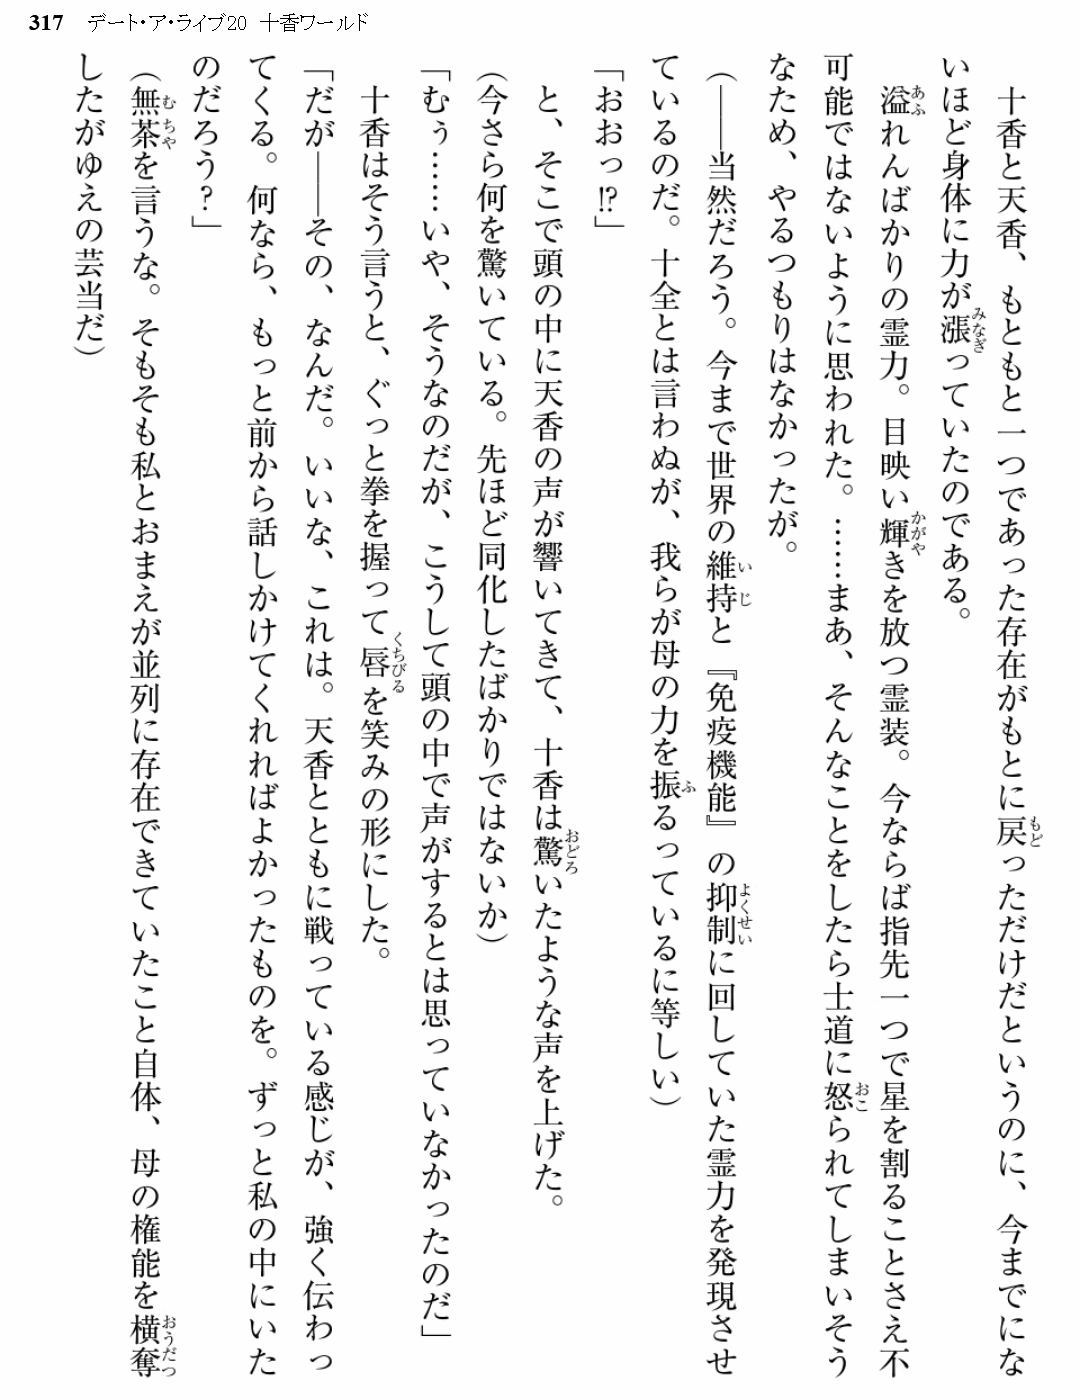 317 デート・ア・ライブ20 十香ワールド
十香と天香、もともと一つであった存在がもとに戻っただけだというのに、今までにな
いほど身体に力が漲っていたのである。
溢れんばかりの霊力。目映い輝きを放つ霊装。今ならば指先一つで星を割ることさえ不
可能ではないように思われた。……まあ、そんなことをしたら士道に怒られてしまいそう
なため、やるつもりはなかったが。
（――当然だろう。今まで世界の維持と『免疫機能』の抑制に回していた霊力を発現させ
ているのだ。十全とは言わぬが、我らが母の力を振るっているに等しい）
「おおっ!?」
と、そこで頭の中に天香の声が響いてきて、十香は驚いたような声を上げた。
（今さら何を驚いている。先ほど同化したばかりではないか）
「むぅ……いや、そうなのだが、こうして頭の中で声がするとは思っていなかったのだ」
十香はそう言うと、ぐっと拳を握って唇を笑みの形にした。
「だが――その、なんだ。いいな、これは。天香とともに戦っている感じが、強く伝わっ
てくる。何なら、もっと前から話しかけてくれればよかったものを。ずっと私の中にいた
のだろう？」
（無茶を言うな。そもそも私とおまえが並列に存在できていたこと自体、母の権能を横奪
したがゆえの芸当だ）